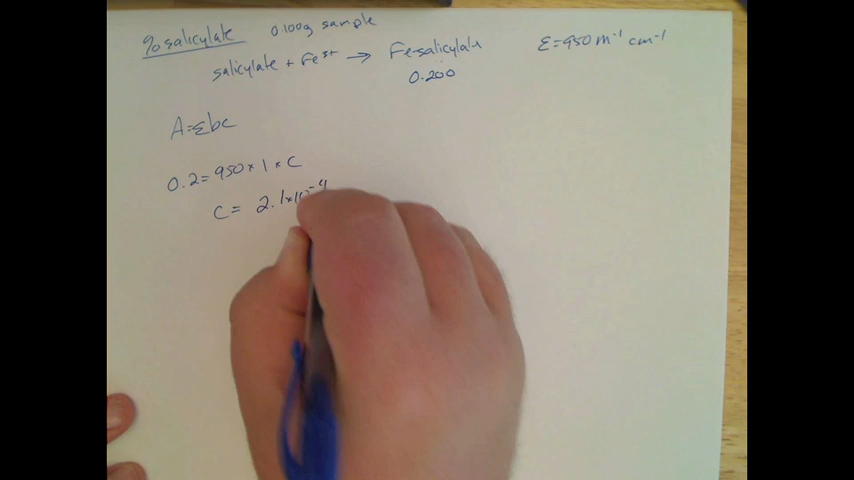 % salicylate 0.100g sample
salicylate + Fe³⁺ → Fe-salicylate ε=950 m⁻¹ cm⁻¹
0.200
A=εbc
0.2=950×1×C
C= 2.1×10⁻⁴